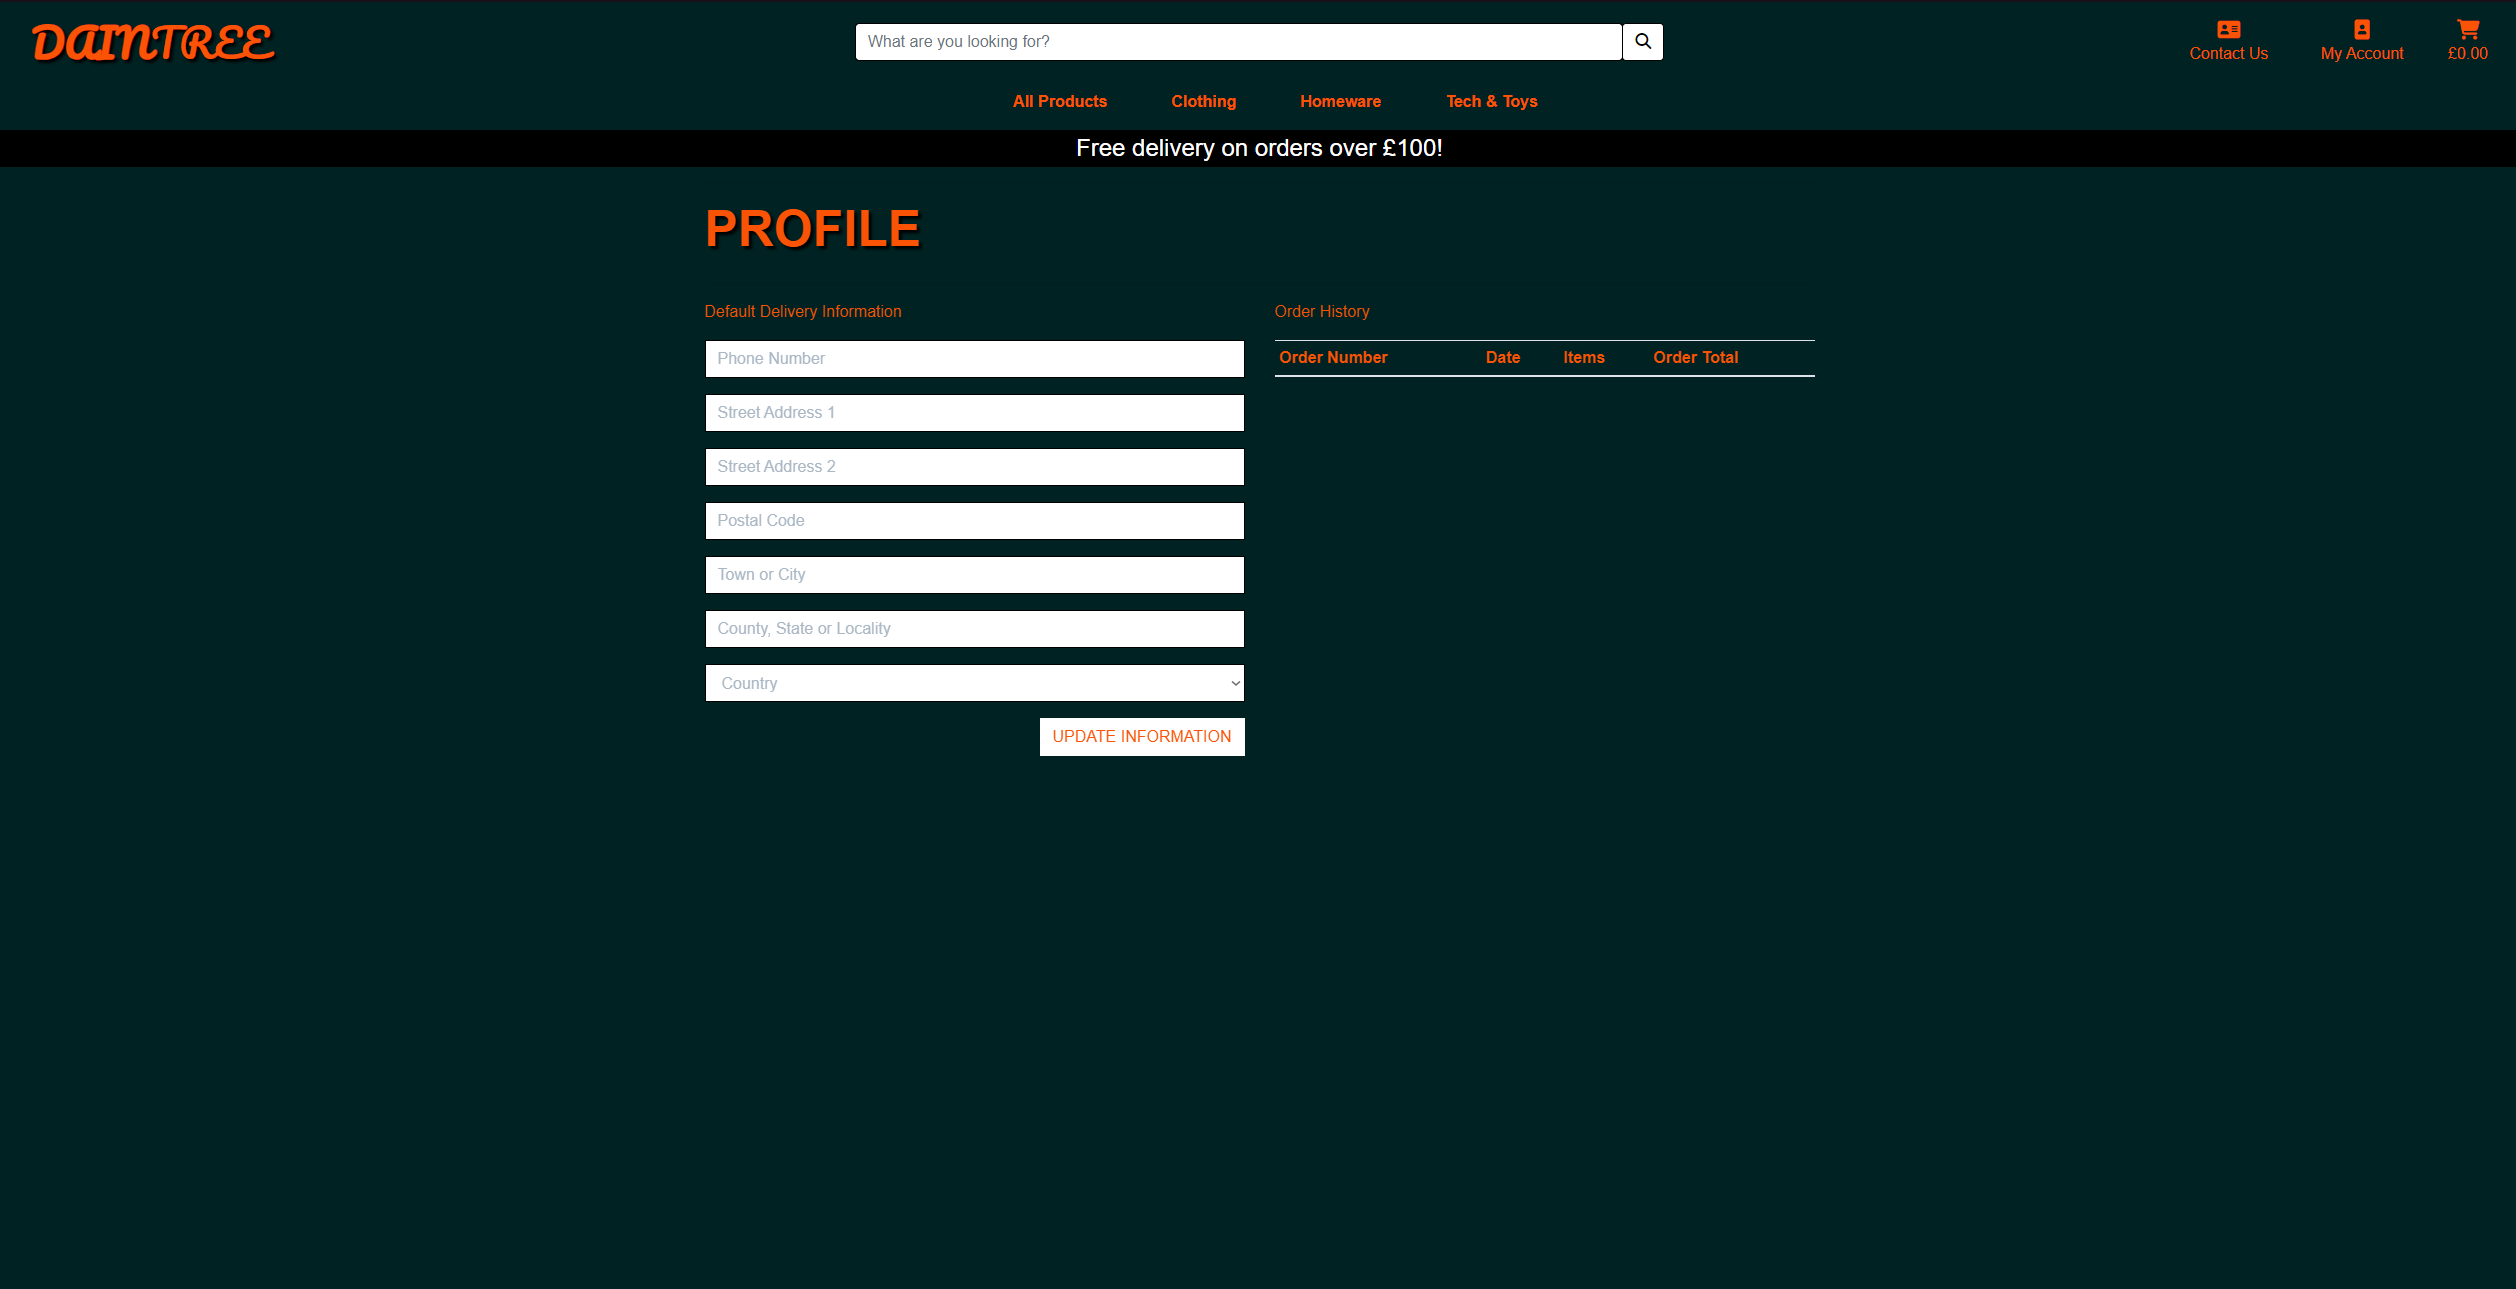 DAINTREE
What are you looking for?
Contact Us
My Account
£0.00
All Products
Clothing
Homeware
Tech & Toys
Free delivery on orders over £100!
PROFILE
Default Delivery Information
Phone Number
Street Address 1
Street Address 2
Postal Code
Town or City
County, State or Locality
Country
UPDATE INFORMATION
Order History
Order Number Date Items Order Total